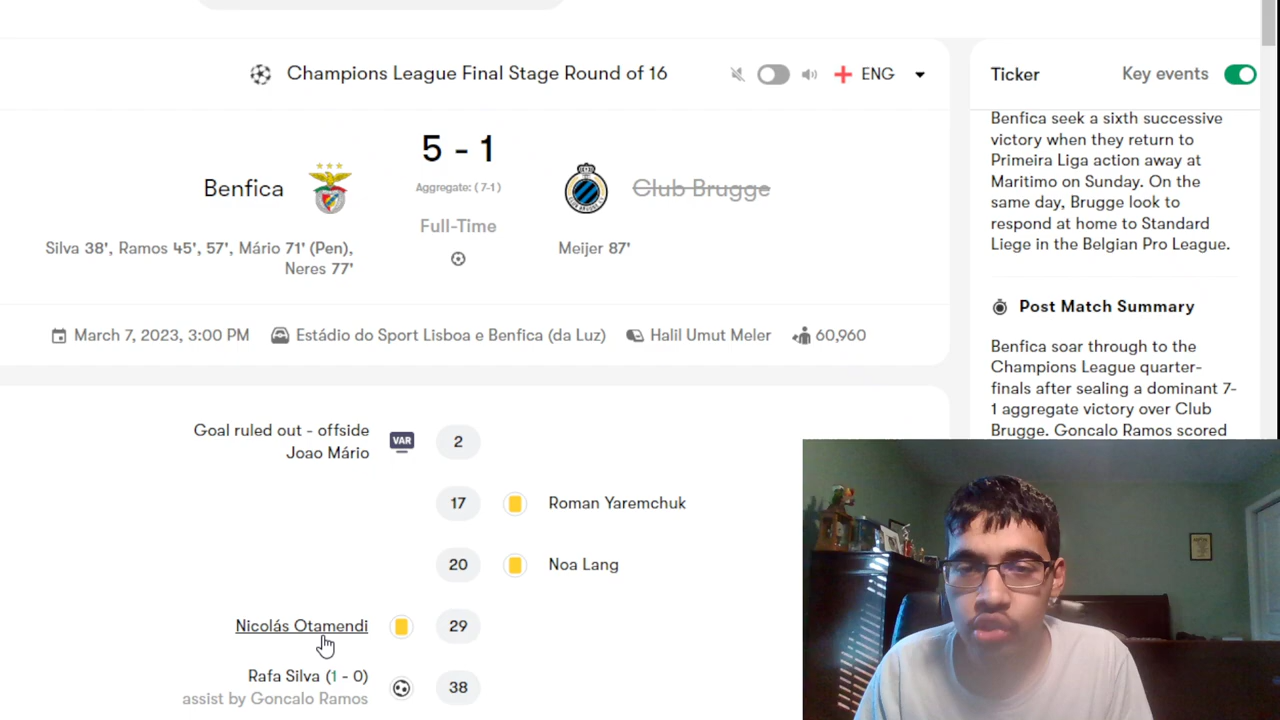 Champions League Final Stage Round of 16
ENG
5 - 1
Benfica
Aggregate: ( 7-1 )
Club Brugge
Full-Time
Silva 38', Ramos 45', 57', Mário 71' (Pen),
Neres 77'
Meijer 87'
March 7, 2023, 3:00 PM
Estádio do Sport Lisboa e Benfica (da Luz)
Halil Umut Meler
60,960
Goal ruled out - offside
Joao Mário
VAR
2
17
Roman Yaremchuk
20
Noa Lang
Nicolás Otamendi
29
Rafa Silva (1 - 0)
assist by Goncalo Ramos
38
Ticker
Key events
Benfica seek a sixth successive
victory when they return to
Primeira Liga action away at
Maritimo on Sunday. On the
same day, Brugge look to
respond at home to Standard
Liege in the Belgian Pro League.
Post Match Summary
Benfica soar through to the
Champions League quarter-
finals after sealing a dominant 7-
1 aggregate victory over Club
Brugge. Goncalo Ramos scored